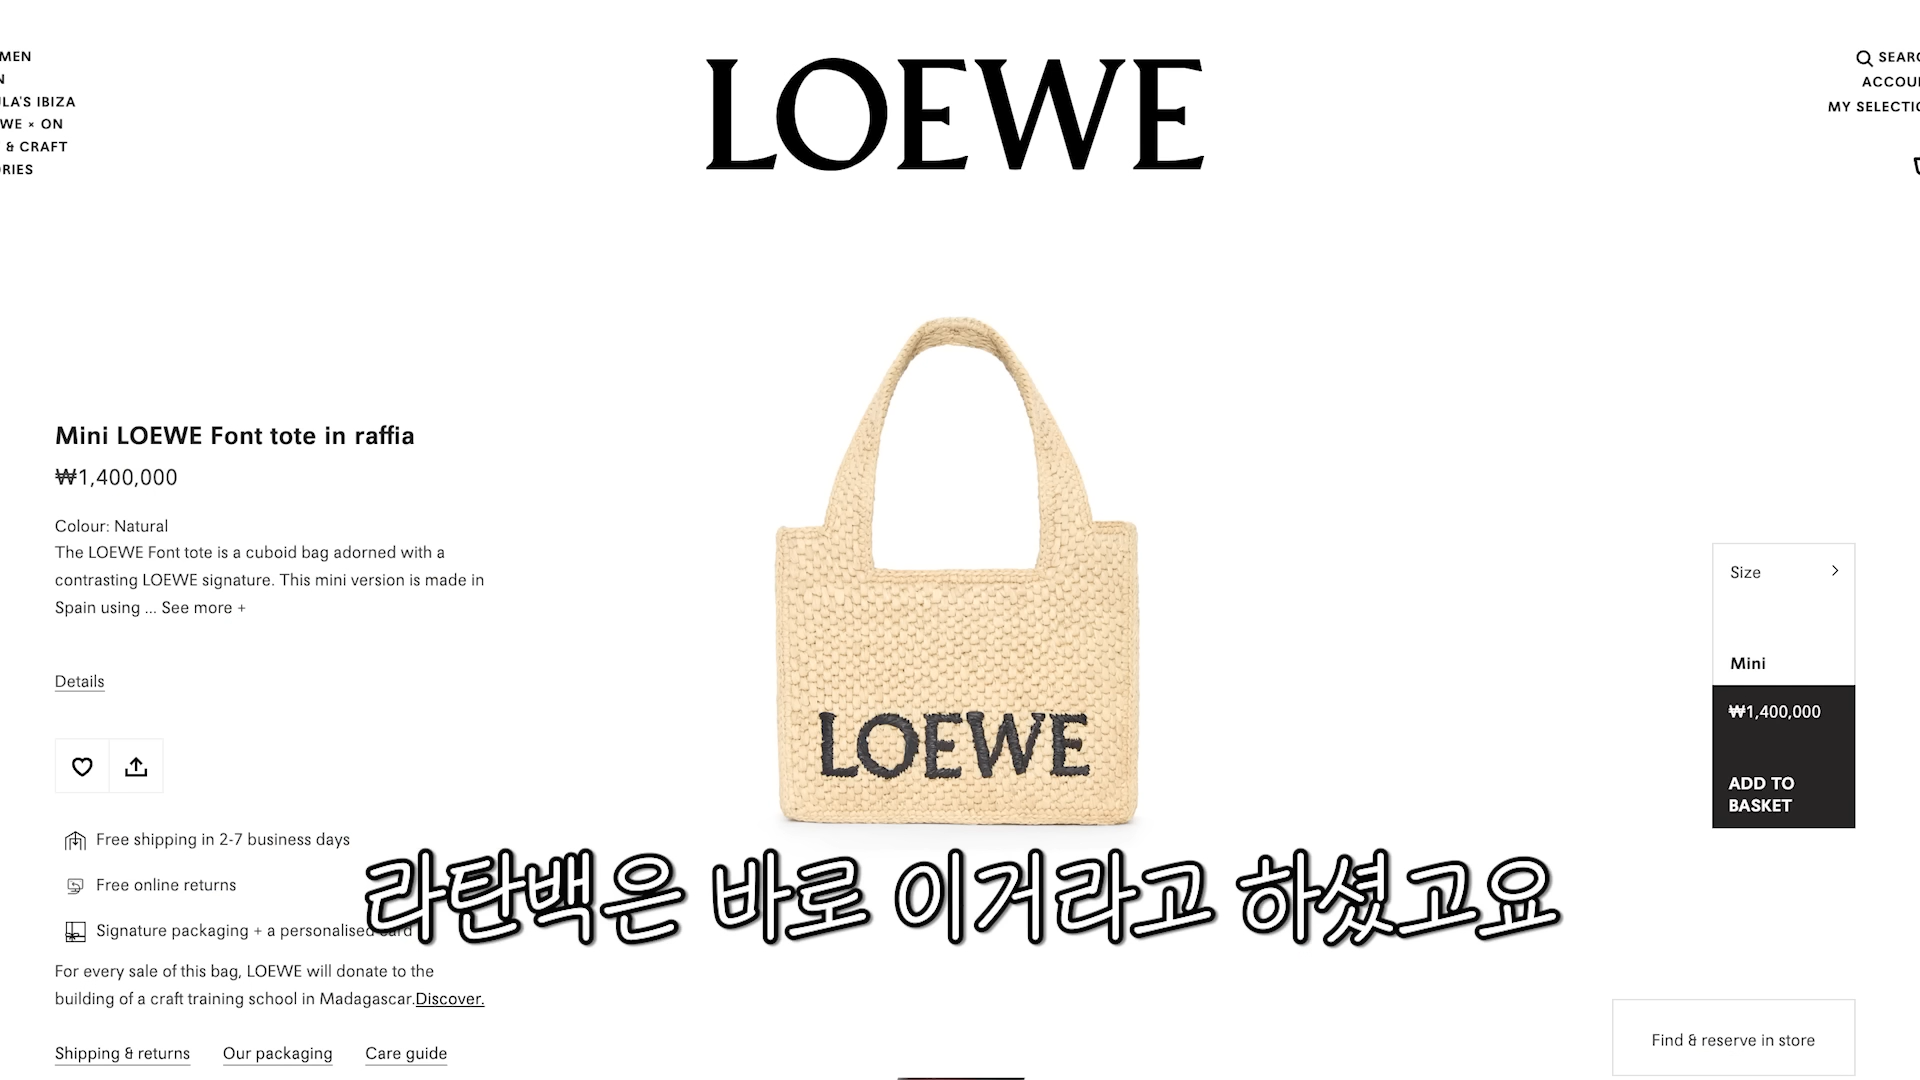 LOEWE
MEN
N
LA'S IBIZA
WE × ON
& CRAFT
RIES
SEARC
ACCOU
MY SELECTIO
Mini LOEWE Font tote in raffia
₩1,400,000
Colour: Natural
The LOEWE Font tote is a cuboid bag adorned with a
contrasting LOEWE signature. This mini version is made in
Spain using ... See more +
Details
LOEWE
Size
Mini
₩1,400,000
ADD TO
BASKET
Free shipping in 2-7 business days
Free online returns
Signature packaging + a personalised card
라탄백은 바로 이거라고 하셨고요
For every sale of this bag, LOEWE will donate to the
building of a craft training school in Madagascar.Discover.
Shipping & returns Our packaging Care guide
Find & reserve in store